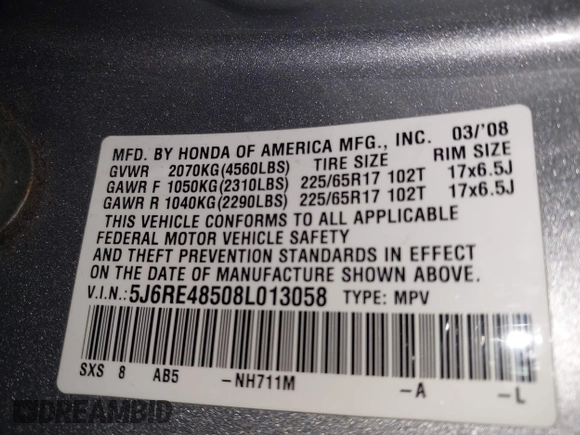 MFD. BY HONDA OF AMERICA MFG., INC. 03/'08
GVWR 2070KG(4560LBS) TIRE SIZE RIM SIZE
GAWR F 1050KG(2310LBS) 225/65R17 102T 17x6.5J
GAWR R 1040KG(2290LBS) 225/65R17 102T 17x6.5J
THIS VEHICLE CONFORMS TO ALL APPLICABLE
FEDERAL MOTOR VEHICLE SAFETY
AND THEFT PREVENTION STANDARDS IN EFFECT
ON THE DATE OF MANUFACTURE SHOWN ABOVE.
V.I.N.: 5J6RE48508L013058 TYPE: MPV
SXS 8 AB5 -NH711M -A -L
DREAMBID